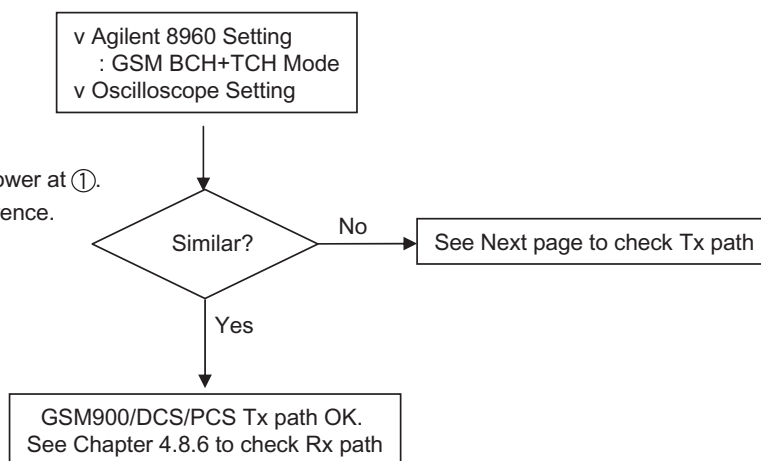 v Agilent 8960 Setting
: GSM BCH+TCH Mode
v Oscilloscope Setting
ower at ①.
ence.
Similar?
No
See Next page to check Tx path
Yes
GSM900/DCS/PCS Tx path OK.
See Chapter 4.8.6 to check Rx path